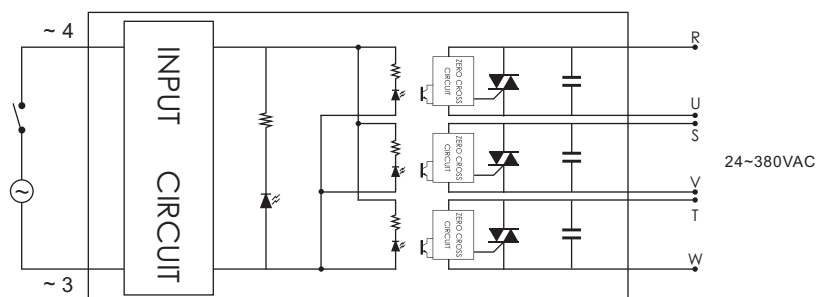 ~ 4
INPUT CIRCUIT
~ 3
~
ZERO CROSS
CIRCUIT
R
U
ZERO CROSS
CIRCUIT
S
V
ZERO CROSS
CIRCUIT
T
W
24~380VAC